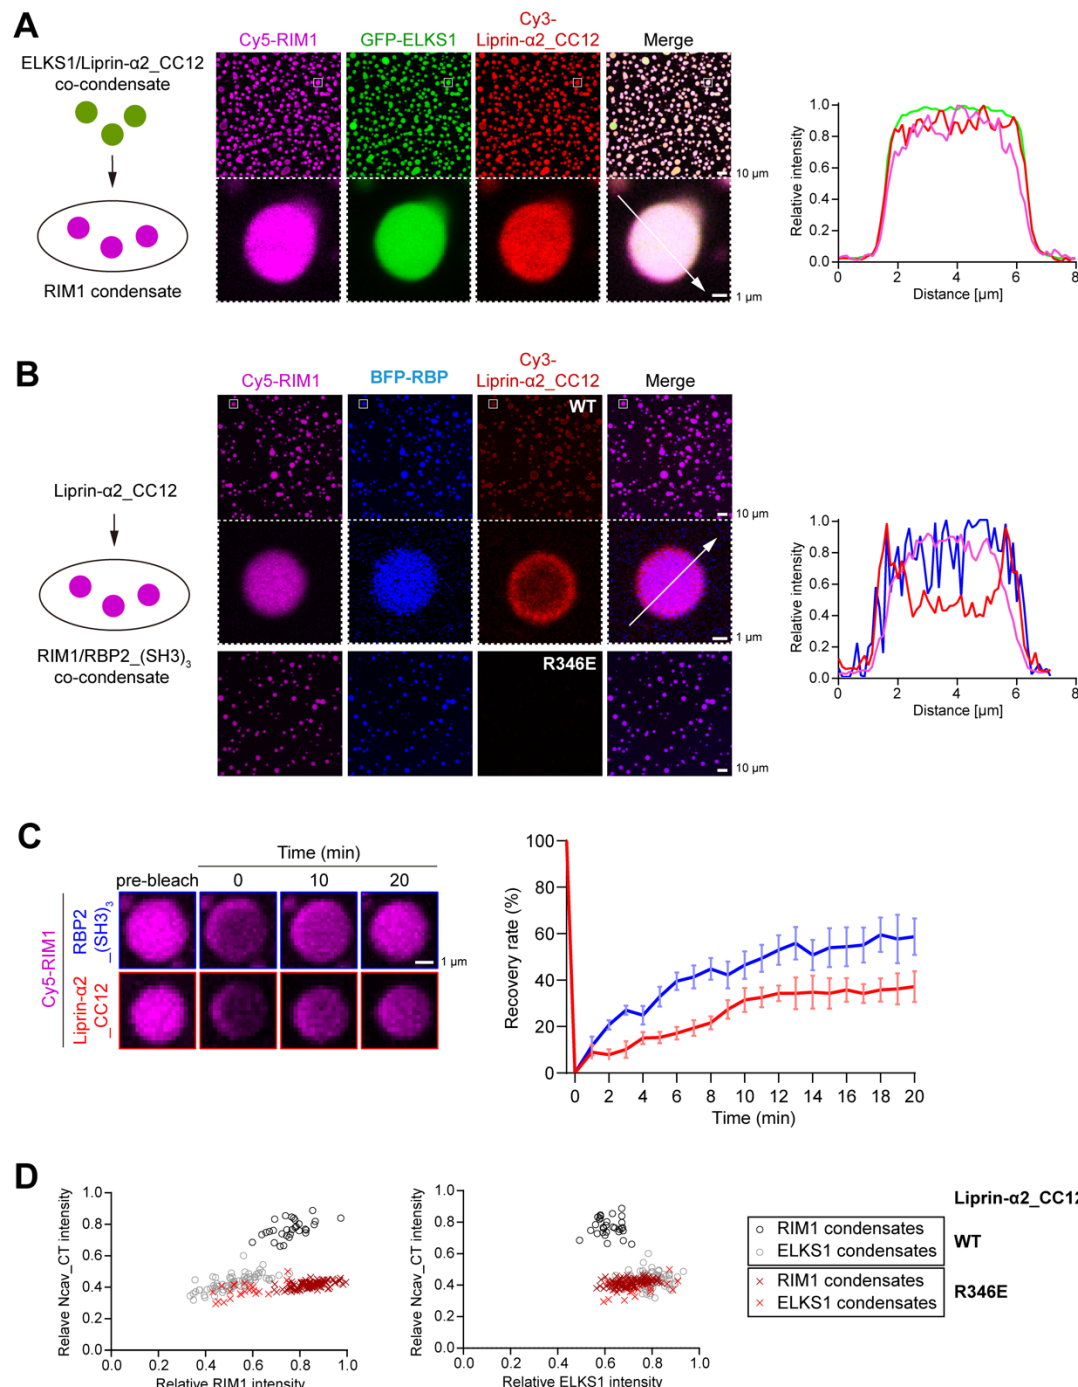 A
ELKS1/Liprin-α2_CC12
co-condensate
RIM1 condensate
Cy5-RIM1
GFP-ELKS1
Cy3-
Liprin-α2_CC12
Merge
10 µm
1 µm
Relative intensity
1.0
0.8
0.6
0.4
0.2
0.0
0 2 4 6 8
Distance [µm]
B
Liprin-α2_CC12
RIM1/RBP2_(SH3)₃
co-condensate
Cy5-RIM1
BFP-RBP
Cy3-
Liprin-α2_CC12
Merge
WT
10 µm
1 µm
R346E
10 µm
Relative intensity
1.0
0.8
0.6
0.4
0.2
0.0
0 2 4 6 8
Distance [µm]
C
Time (min)
pre-bleach 0 10 20
Cy5-RIM1
RBP2
_(SH3)₃
Liprin-α2
_CC12
1 µm
Recovery rate (%)
100
80
60
40
20
0
0 2 4 6 8 10 12 14 16 18 20
Time (min)
D
Relave Ncav_CT intensity
1.0
0.8
0.6
0.4
0.2
0.0
0.0 0.2 0.4 0.6 0.8 1.0
Relative RIM1 intensity
Relave Ncav_CT intensity
1.0
0.8
0.6
0.4
0.2
0.0
0.0 0.2 0.4 0.6 0.8 1.0
Relative ELKS1 intensity
Liprin-α2_CC12
RIM1 condensates
ELKS1 condensates
WT
RIM1 condensates
ELKS1 condensates
R346E